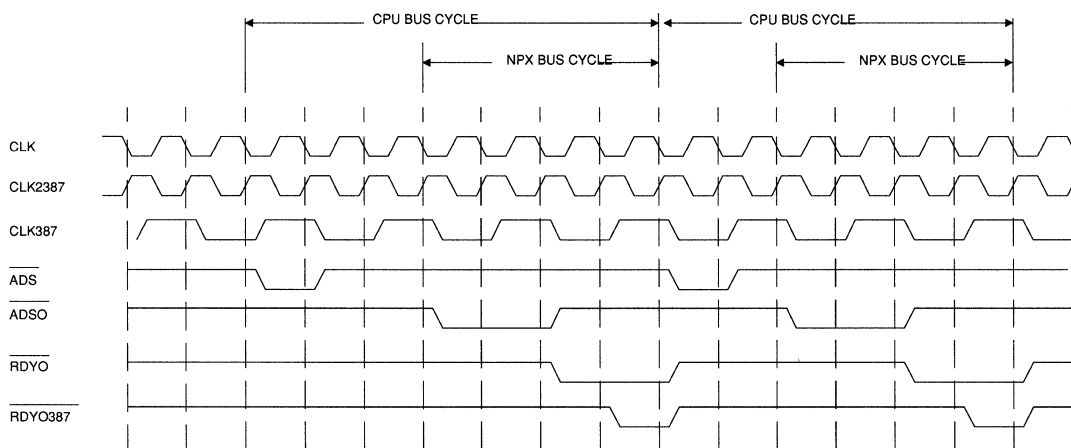 CPU BUS CYCLE CPU BUS CYCLE
NPX BUS CYCLE NPX BUS CYCLE
CLK
CLK2387
CLK387
ADS
ADSO
RDYO
RDYO387